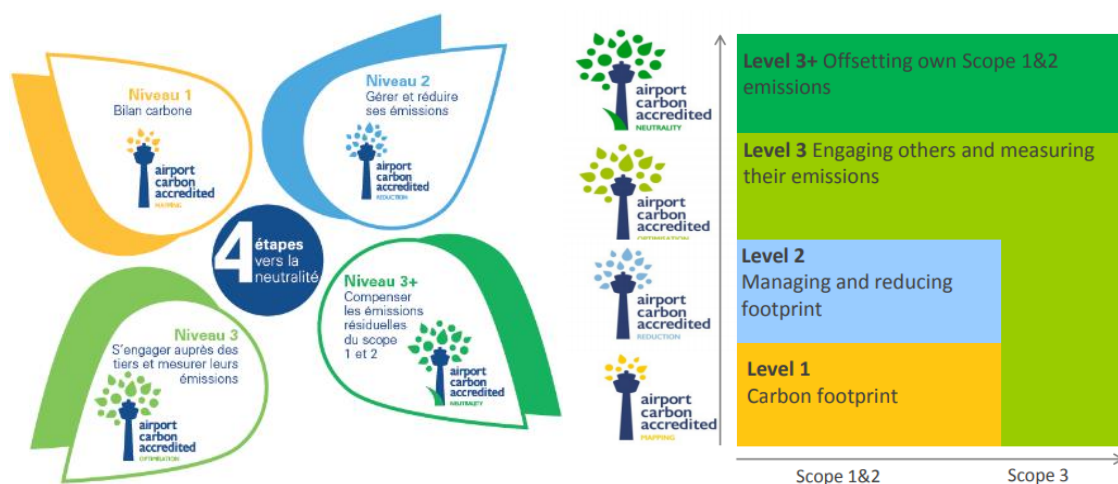 Niveau 1
Bilan carbone
airport
carbon
accredited
MAPPING
Niveau 2
Gérer et réduire
ses émissions
airport
carbon
accredited
REDUCTION
4 étapes
vers la
neutralité
Niveau 3
S'engager auprès des
tiers et mesurer leurs
émissions
airport
carbon
accredited
OPTIMISATION
Niveau 3+
Compenser
les émissions
résiduelles
du scope
1 et 2
airport
carbon
accredited
NEUTRALITY
airport
carbon
accredited
NEUTRALITY
airport
carbon
accredited
OPTIMISATION
airport
carbon
accredited
REDUCTION
airport
carbon
accredited
MAPPING
Level 3+ Offsetting own Scope 1&2
emissions
Level 3 Engaging others and measuring
their emissions
Level 2
Managing and reducing
footprint
Level 1
Carbon footprint
Scope 1&2
Scope 3